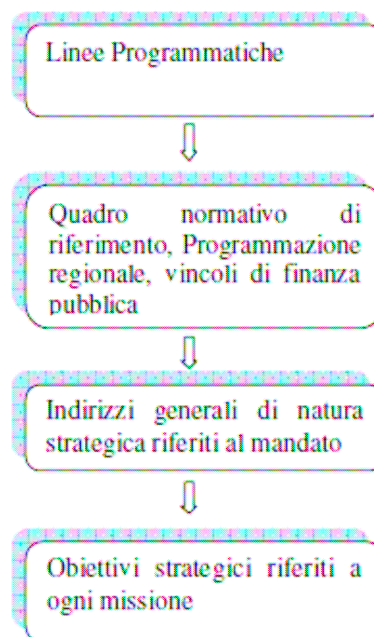 Linee Programmatiche
Quadro normativo di
riferimento, Programmazione
regionale, vincoli di finanza
pubblica
Indirizzi generali di natura
strategica riferiti al mandato
Obiettivi strategici riferiti a
ogni missione